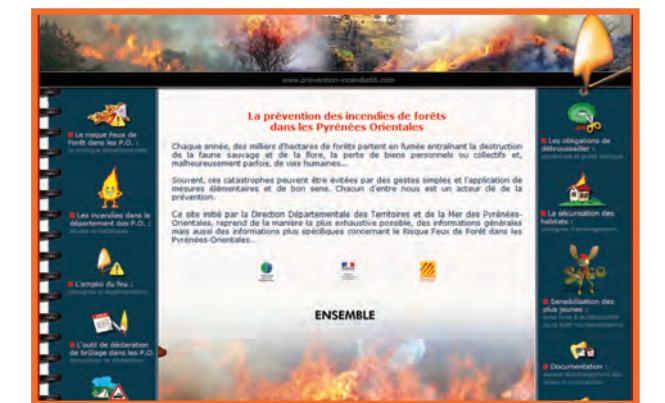 www.prevention-incendie66.com
La prévention des incendies de forêts
dans les Pyrénées Orientales
Chaque année, des milliers d'hectares de forêts partent en fumée entraînant la destruction
de la faune sauvage et de la flore, la perte de biens personnels ou collectifs et,
malheureusement parfois, de vies humaines...
Souvent, ces catastrophes peuvent être évitées par des gestes simples et l'application de
mesures élémentaires et de bon sens. Chacun d'entre nous est un acteur clé de la
prévention.
Ce site initié par la Direction Départementale des Territoires et de la Mer des Pyrénées-
Orientales, reprend de la manière la plus exhaustive possible, des informations générales
mais aussi des informations plus spécifiques concernant le Risque Feux de Forêt dans les
Pyrénées-Orientales...
ENSEMBLE
Le risque Feux de
Forêt dans les P.O. :
Les incendies dans le
département des P.O. :
L'emploi du feu :
L'outil de déclaration
de brûlage dans les P.O.
Les obligations de
débroussailler :
La sécurisation des
habitats :
SAGO
Sensibilisation des
plus jeunes :
Documentation :